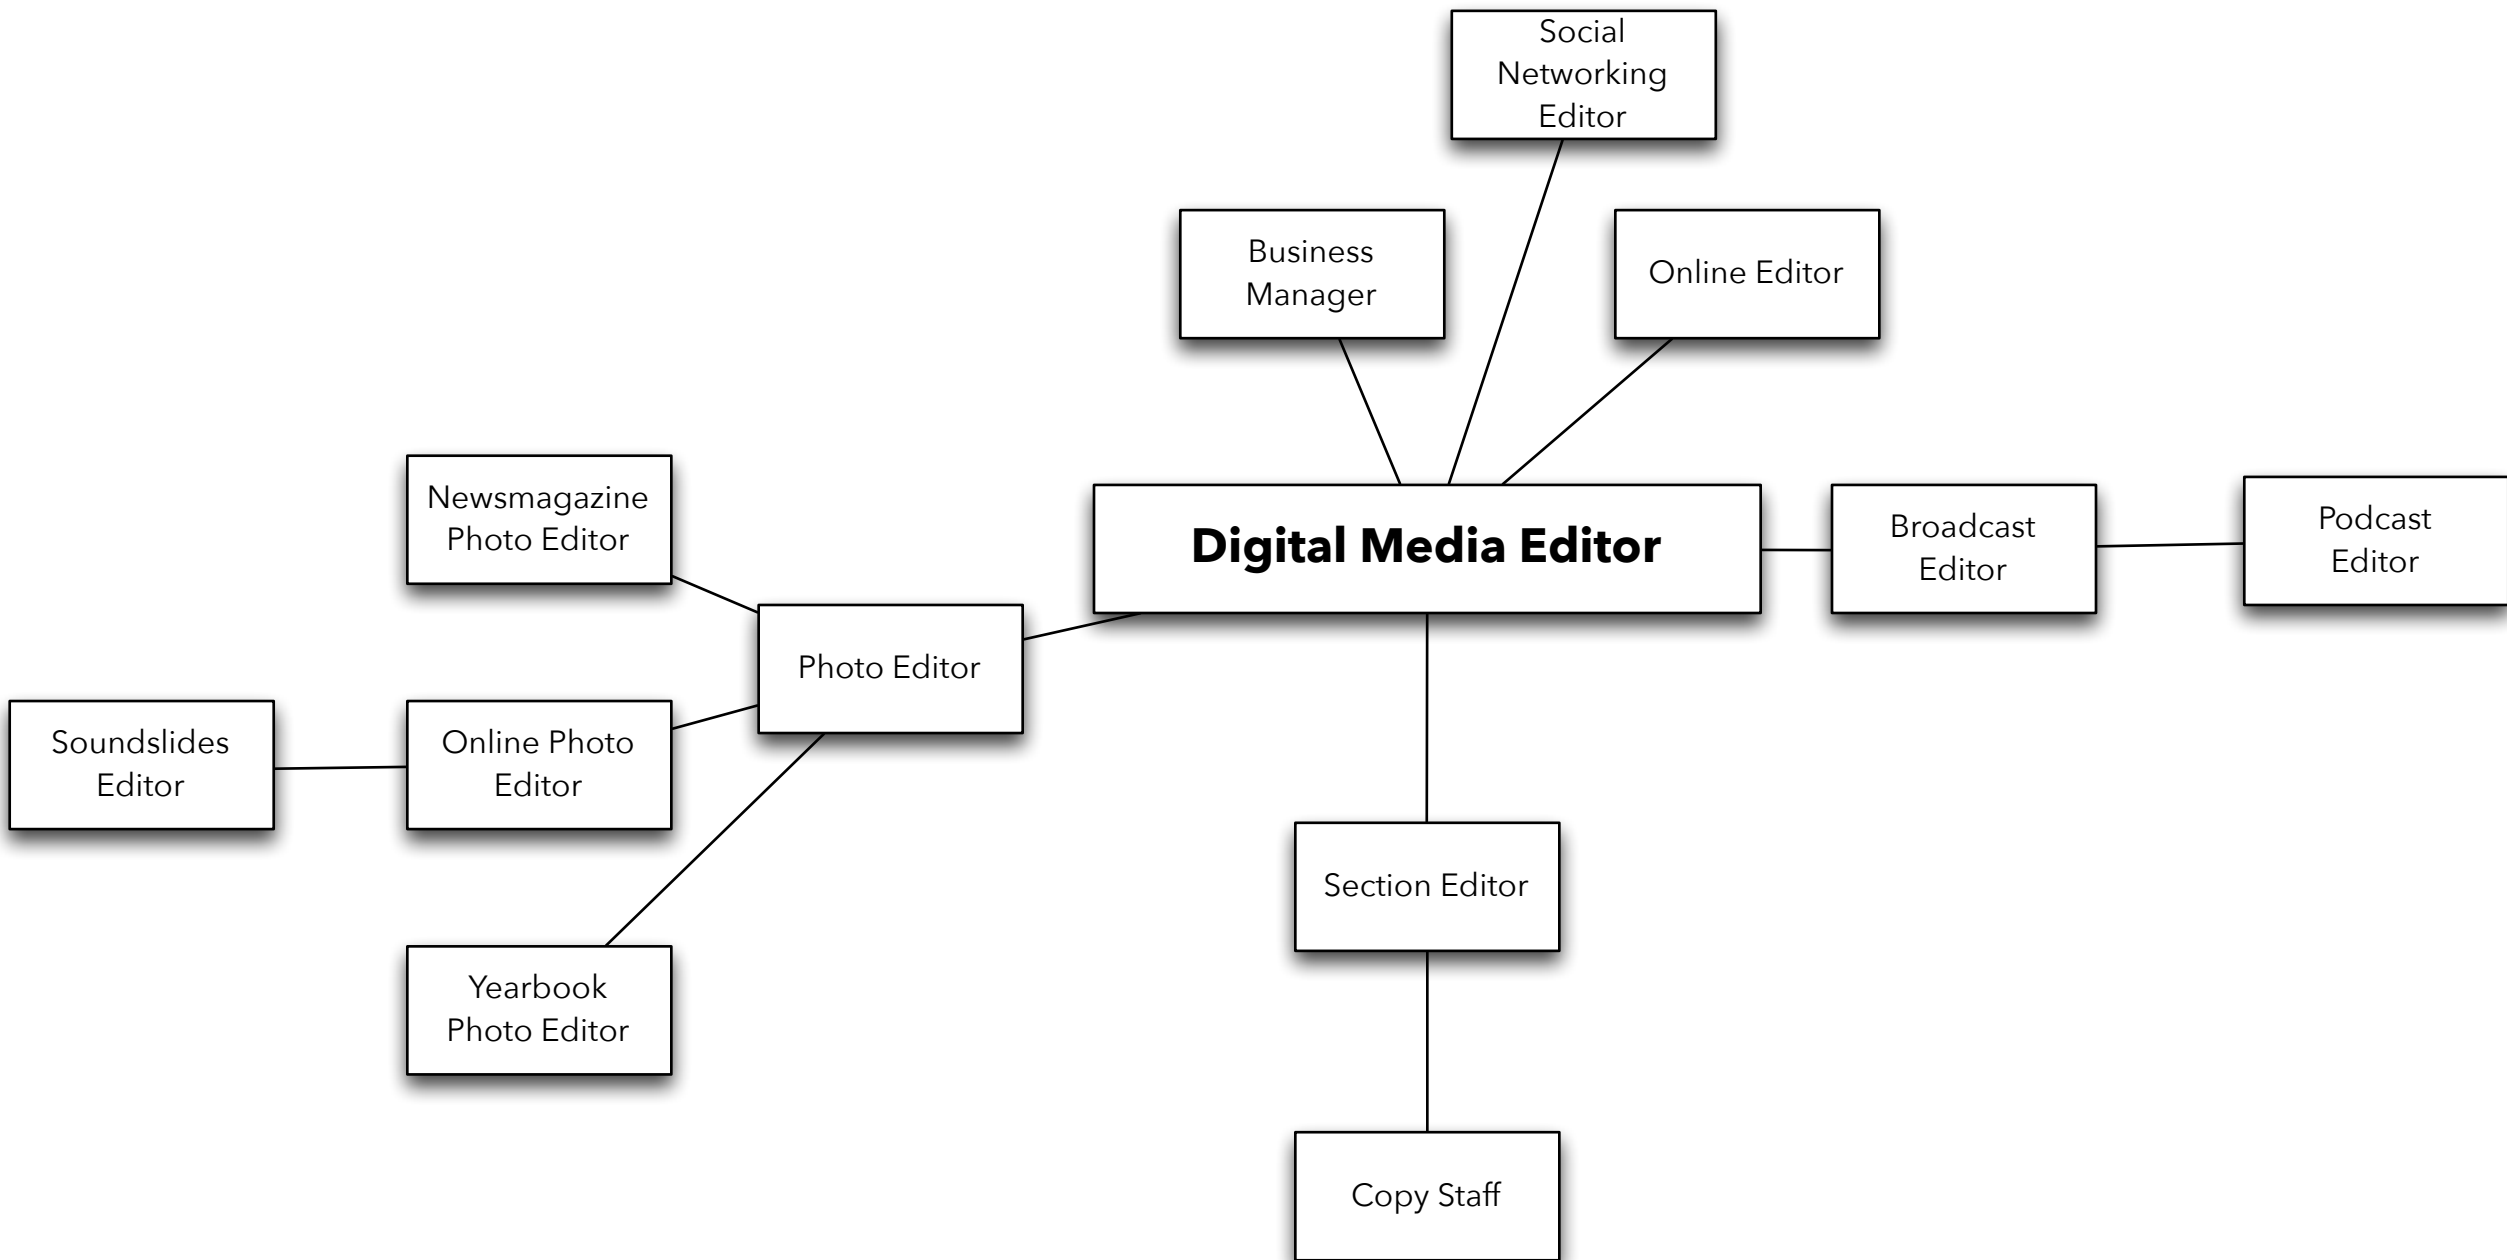 Social
Networking
Editor
Business
Manager
Online Editor
Newsmagazine
Photo Editor
Digital Media Editor
Broadcast
Editor
Podcast
Editor
Photo Editor
Soundslides
Editor
Online Photo
Editor
Section Editor
Yearbook
Photo Editor
Copy Staff